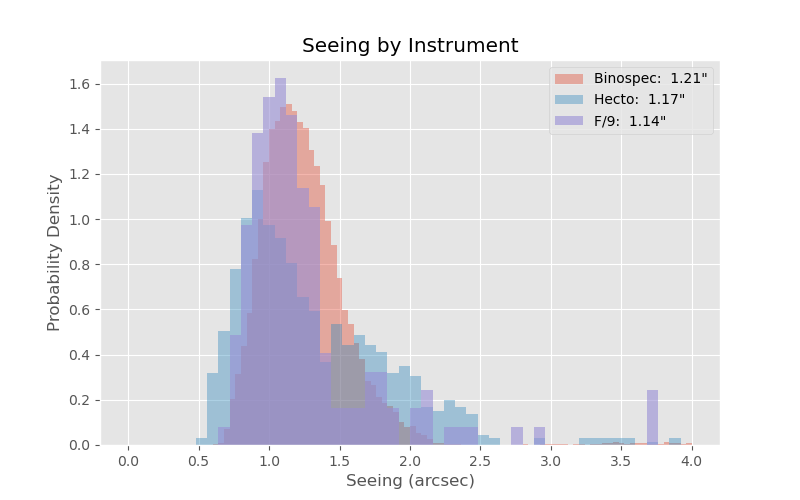 Seeing by Instrument
Binospec:  1.21"
Hecto:  1.17"
F/9:  1.14"
Probability Density
1.6
1.4
1.2
1.0
0.8
0.6
0.4
0.2
0.0
0.0 0.5 1.0 1.5 2.0 2.5 3.0 3.5 4.0
Seeing (arcsec)